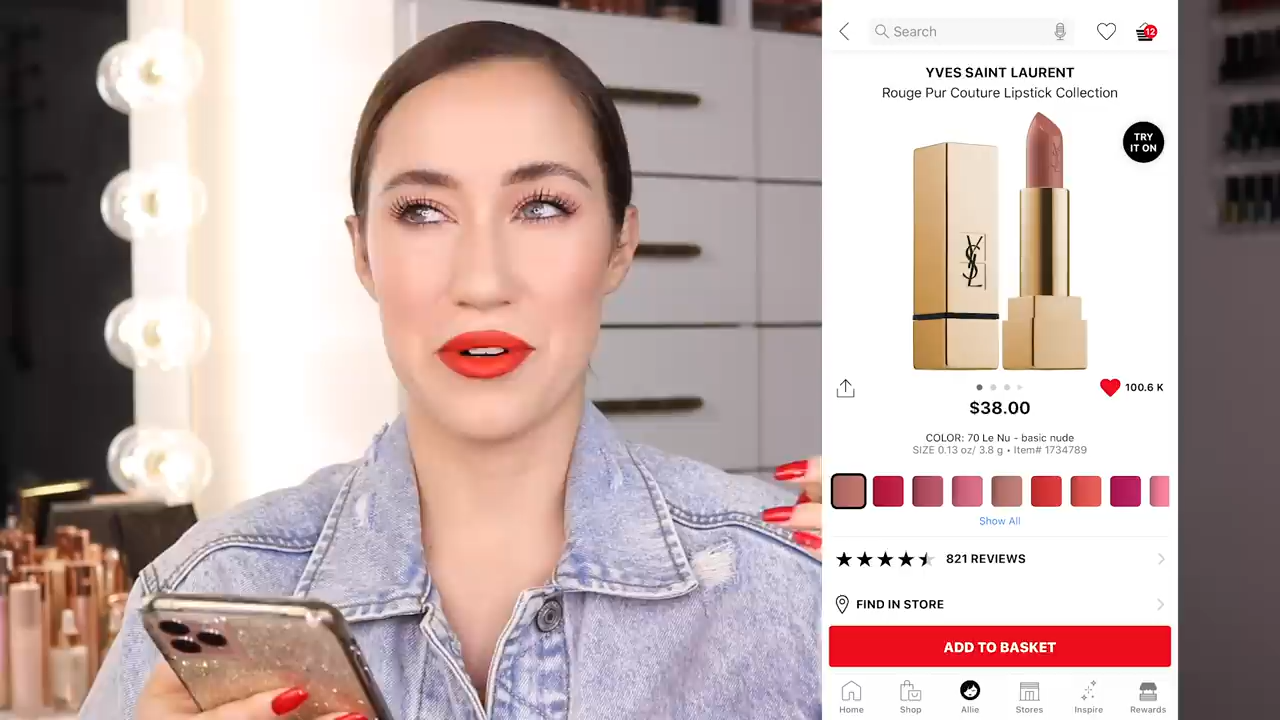 Search
12
YVES SAINT LAURENT
Rouge Pur Couture Lipstick Collection
TRY
IT ON
YSL
100.6 K
$38.00
COLOR: 70 Le Nu - basic nude
SIZE 0.13 oz/ 3.8 g • Item# 1734789
Show All
821 REVIEWS
FIND IN STORE
ADD TO BASKET
Home
Shop
Allie
Stores
Inspire
Rewards